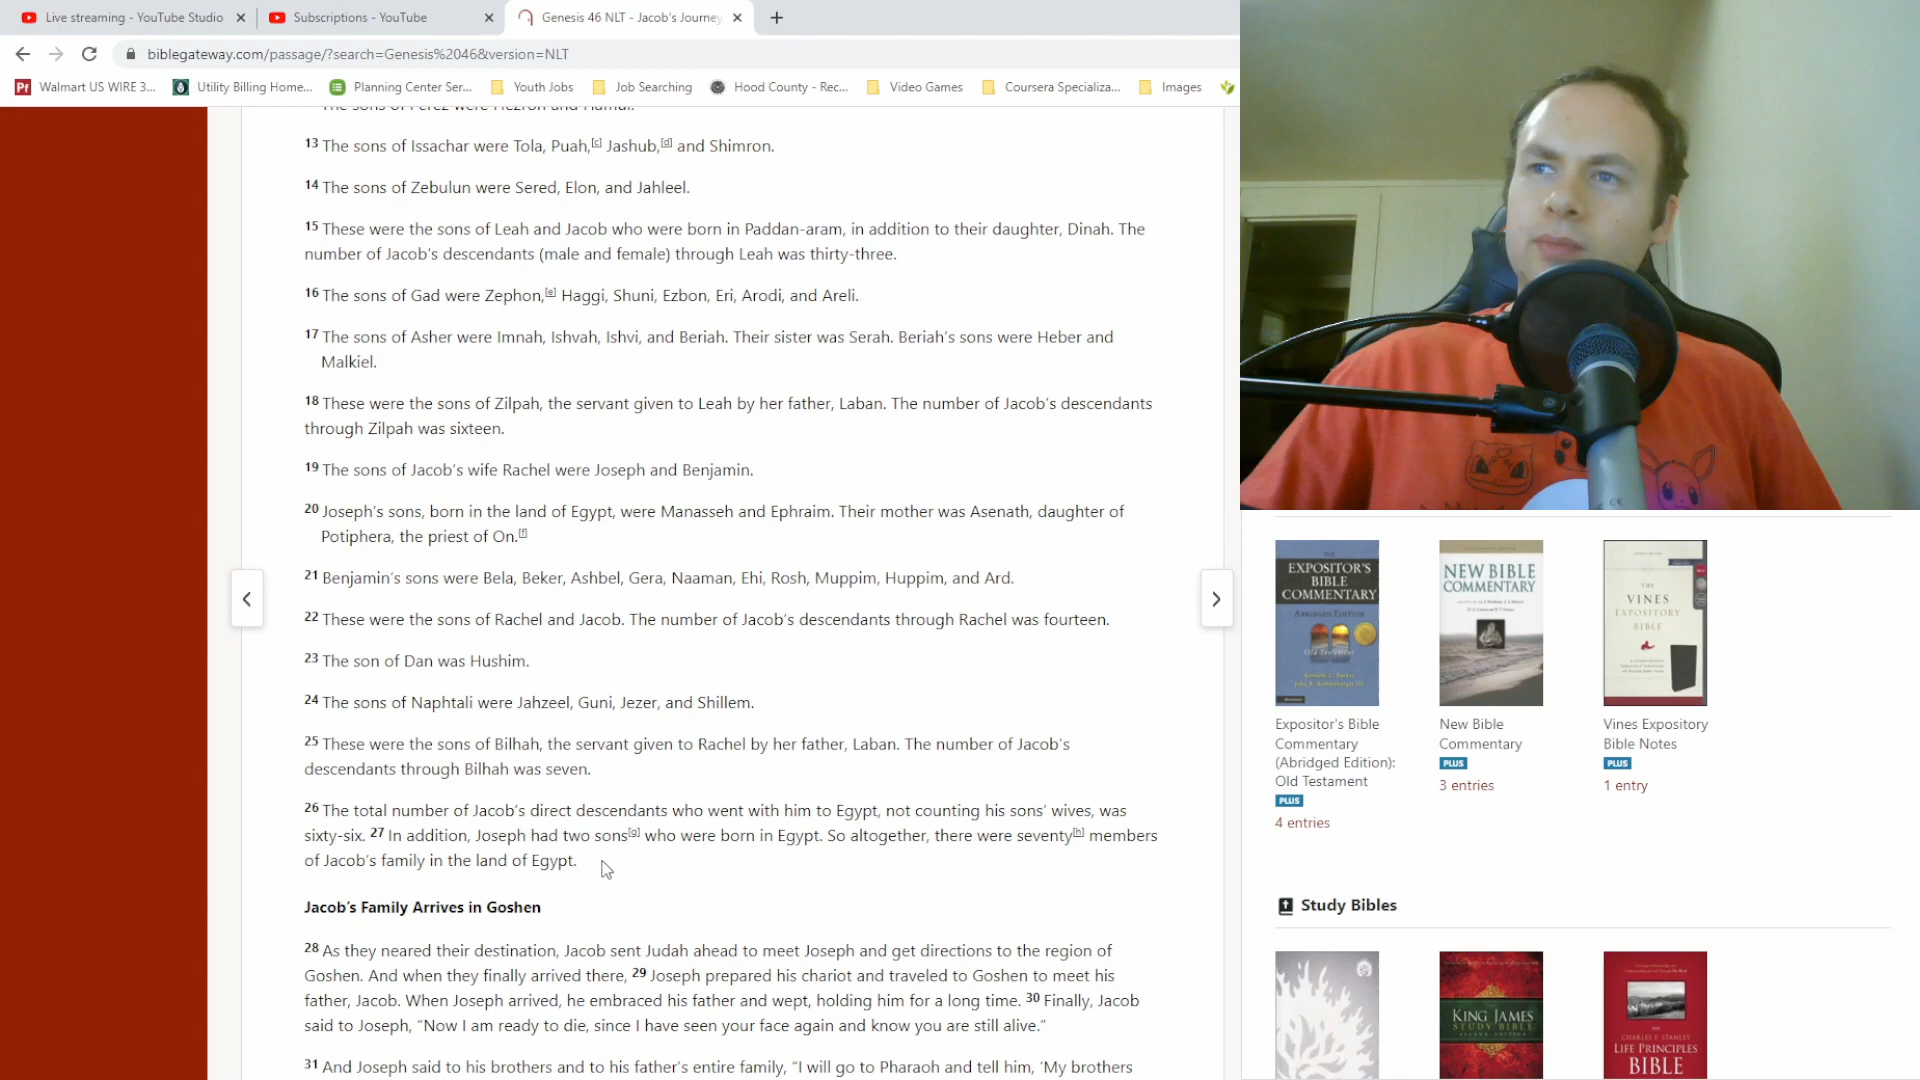 Live streaming - YouTube Studio
Subscriptions - YouTube
Genesis 46 NLT - Jacob's Journey
biblegateway.com/passage/?search=Genesis%2046&version=NLT
Walmart US WIRE 3...
Utility Billing Home...
Planning Center Ser...
Youth Jobs
Job Searching
Hood County - Rec...
Video Games
Coursera Specializa...
Images
The sons of Perez were Hezron and Hamul.
13 The sons of Issachar were Tola, Puah,[c] Jashub,[d] and Shimron.
14 The sons of Zebulun were Sered, Elon, and Jahleel.
15 These were the sons of Leah and Jacob who were born in Paddan-aram, in addition to their daughter, Dinah. The
number of Jacob's descendants (male and female) through Leah was thirty-three.
16 The sons of Gad were Zephon,[e] Haggi, Shuni, Ezbon, Eri, Arodi, and Areli.
17 The sons of Asher were Imnah, Ishvah, Ishvi, and Beriah. Their sister was Serah. Beriah's sons were Heber and
Malkiel.
18 These were the sons of Zilpah, the servant given to Leah by her father, Laban. The number of Jacob's descendants
through Zilpah was sixteen.
19 The sons of Jacob's wife Rachel were Joseph and Benjamin.
20 Joseph's sons, born in the land of Egypt, were Manasseh and Ephraim. Their mother was Asenath, daughter of
Potiphera, the priest of On.[f]
21 Benjamin's sons were Bela, Beker, Ashbel, Gera, Naaman, Ehi, Rosh, Muppim, Huppim, and Ard.
22 These were the sons of Rachel and Jacob. The number of Jacob's descendants through Rachel was fourteen.
23 The son of Dan was Hushim.
24 The sons of Naphtali were Jahzeel, Guni, Jezer, and Shillem.
25 These were the sons of Bilhah, the servant given to Rachel by her father, Laban. The number of Jacob's
descendants through Bilhah was seven.
26 The total number of Jacob's direct descendants who went with him to Egypt, not counting his sons' wives, was
sixty-six. 27 In addition, Joseph had two sons[g] who were born in Egypt. So altogether, there were seventy[h] members
of Jacob's family in the land of Egypt.
Jacob's Family Arrives in Goshen
28 As they neared their destination, Jacob sent Judah ahead to meet Joseph and get directions to the region of
Goshen. And when they finally arrived there, 29 Joseph prepared his chariot and traveled to Goshen to meet his
father, Jacob. When Joseph arrived, he embraced his father and wept, holding him for a long time. 30 Finally, Jacob
said to Joseph, “Now I am ready to die, since I have seen your face again and know you are still alive.”
31 And Joseph said to his brothers and to his father's entire family, “I will go to Pharaoh and tell him, 'My brothers
EXPOSITOR'S
BIBLE
COMMENTARY
ABRIDGED EDITION
Old Testament
Expositor's Bible
Commentary
(Abridged Edition):
Old Testament
PLUS
4 entries
NEW BIBLE
COMMENTARY
New Bible
Commentary
PLUS
3 entries
THE
VINES
EXPOSITORY
BIBLE
Vines Expository
Bible Notes
PLUS
1 entry
Study Bibles
KING JAMES
STUDY BIBLE
CHARLES F. STANLEY
LIFE PRINCIPLES
BIBLE